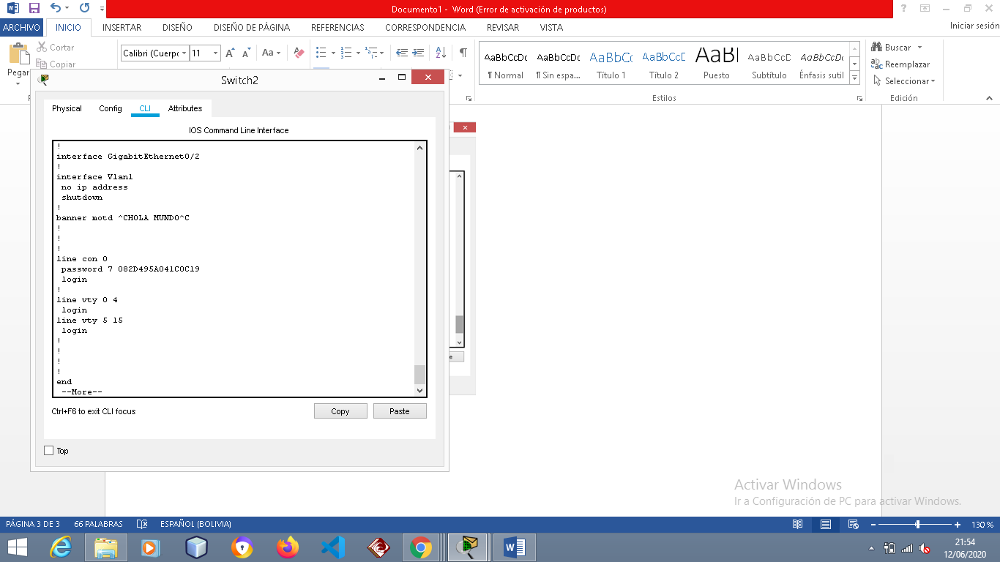 Documento1 - Word (Error de activación de productos)
ARCHIVO INICIO INSERTAR DISEÑO DISEÑO DE PÁGINA REFERENCIAS CORRESPONDENCIA REVISAR VISTA Iniciar sesión
Pegar
Cortar
Copiar
Calibri (Cuerpo 11
AaBbCcDc AaBbCcDc AaBbCc AaBbCcD AaBl AaBbCcD AaBbCcDc
¶ Normal ¶ Sin espa... Título 1 Título 2 Puesto Subtítulo Énfasis sutil
Estilos
Buscar
Reemplazar
Seleccionar
Edición
Switch2
Physical Config CLI Attributes
IOS Command Line Interface
!
interface GigabitEthernet0/2
!
interface Vlan1
no ip address
shutdown
!
banner motd ^CHOLA MUNDO^C
!
!
!
line con 0
password 7 082D495A041C0C19
login
!
line vty 0 4
login
line vty 5 15
login
!
!
!
!
end
--More--
Ctrl+F6 to exit CLI focus
Copy Paste
Top
Activar Windows
Ir a Configuración de PC para activar Windows.
PÁGINA 3 DE 3 66 PALABRAS ESPAÑOL (BOLIVIA) 130 %
21:54
12/06/2020